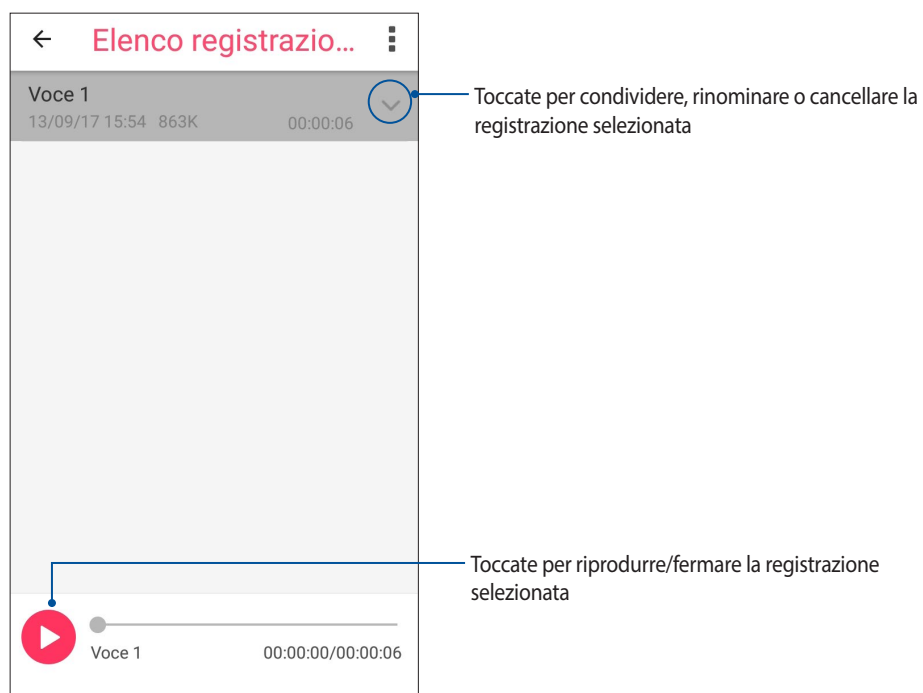 Elenco registrazio...
Voce 1
13/09/17 15:54 863K 00:00:06
Toccate per condividere, rinominare o cancellare la
registrazione selezionata
Toccate per riprodurre/fermare la registrazione
selezionata
Voce 1 00:00:00/00:00:06